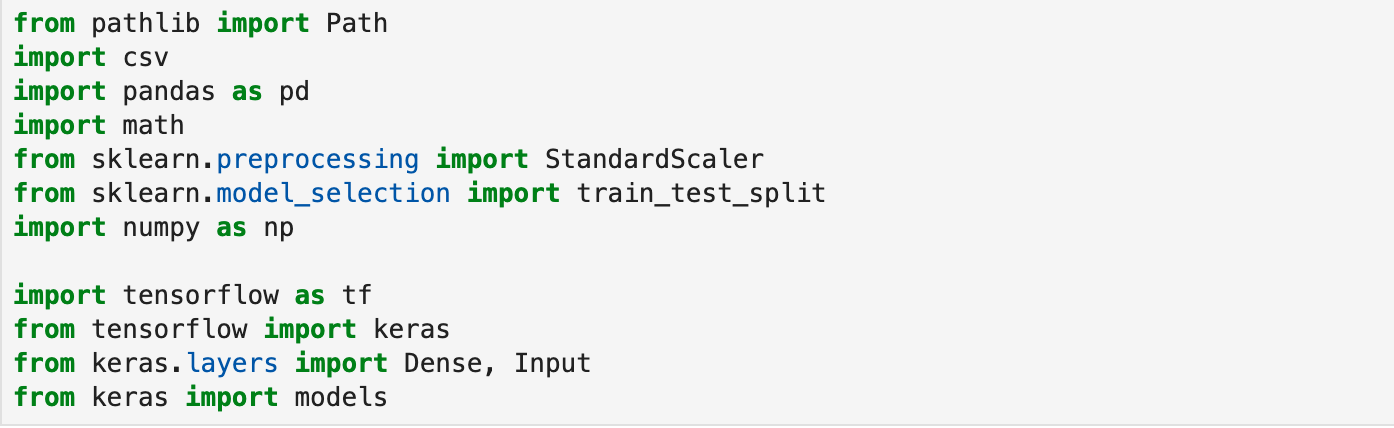 from pathlib import Path
import csv
import pandas as pd
import math
from sklearn.preprocessing import StandardScaler
from sklearn.model_selection import train_test_split
import numpy as np
import tensorflow as tf
from tensorflow import keras
from keras.layers import Dense, Input
from keras import models